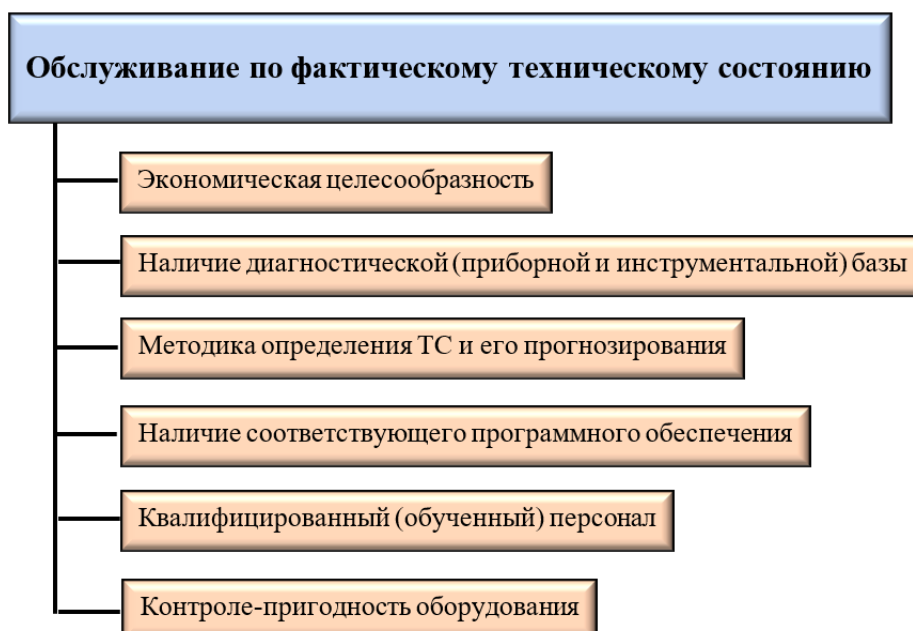 Обслуживание по фактическому техническому состоянию
Экономическая целесообразность
Наличие диагностической (приборной и инструментальной) базы
Методика определения ТС и его прогнозирования
Наличие соответствующего программного обеспечения
Квалифицированный (обученный) персонал
Контроле-пригодность оборудования